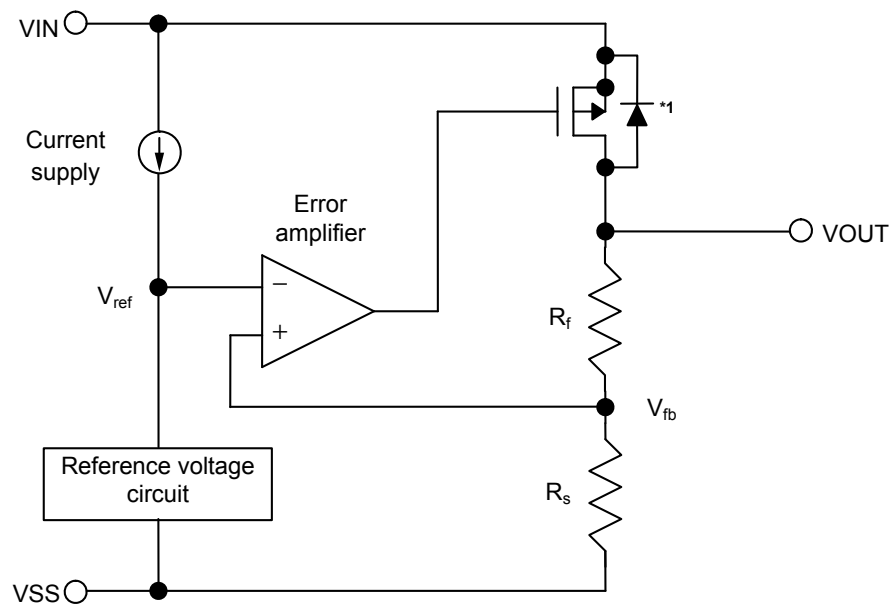 VIN
*1
Current
supply
Error
amplifier
VOUT
Vref
−
+
Rf
Vfb
Reference voltage
circuit
Rs
VSS